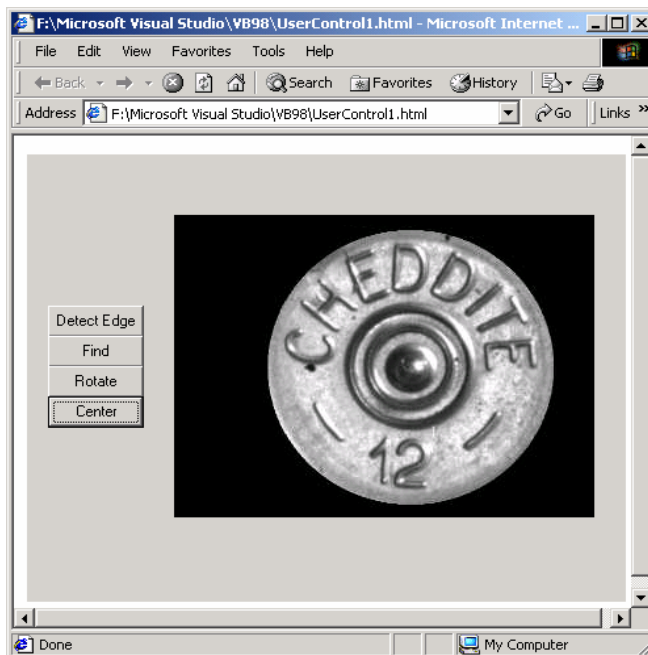 F:\Microsoft Visual Studio\VB98\UserControl1.html - Microsoft Internet ...
File Edit View Favorites Tools Help
Back Search Favorites History
Address F:\Microsoft Visual Studio\VB98\UserControl1.html Go Links »
CHEDDITE
12
Detect Edge
Find
Rotate
Center
Done My Computer